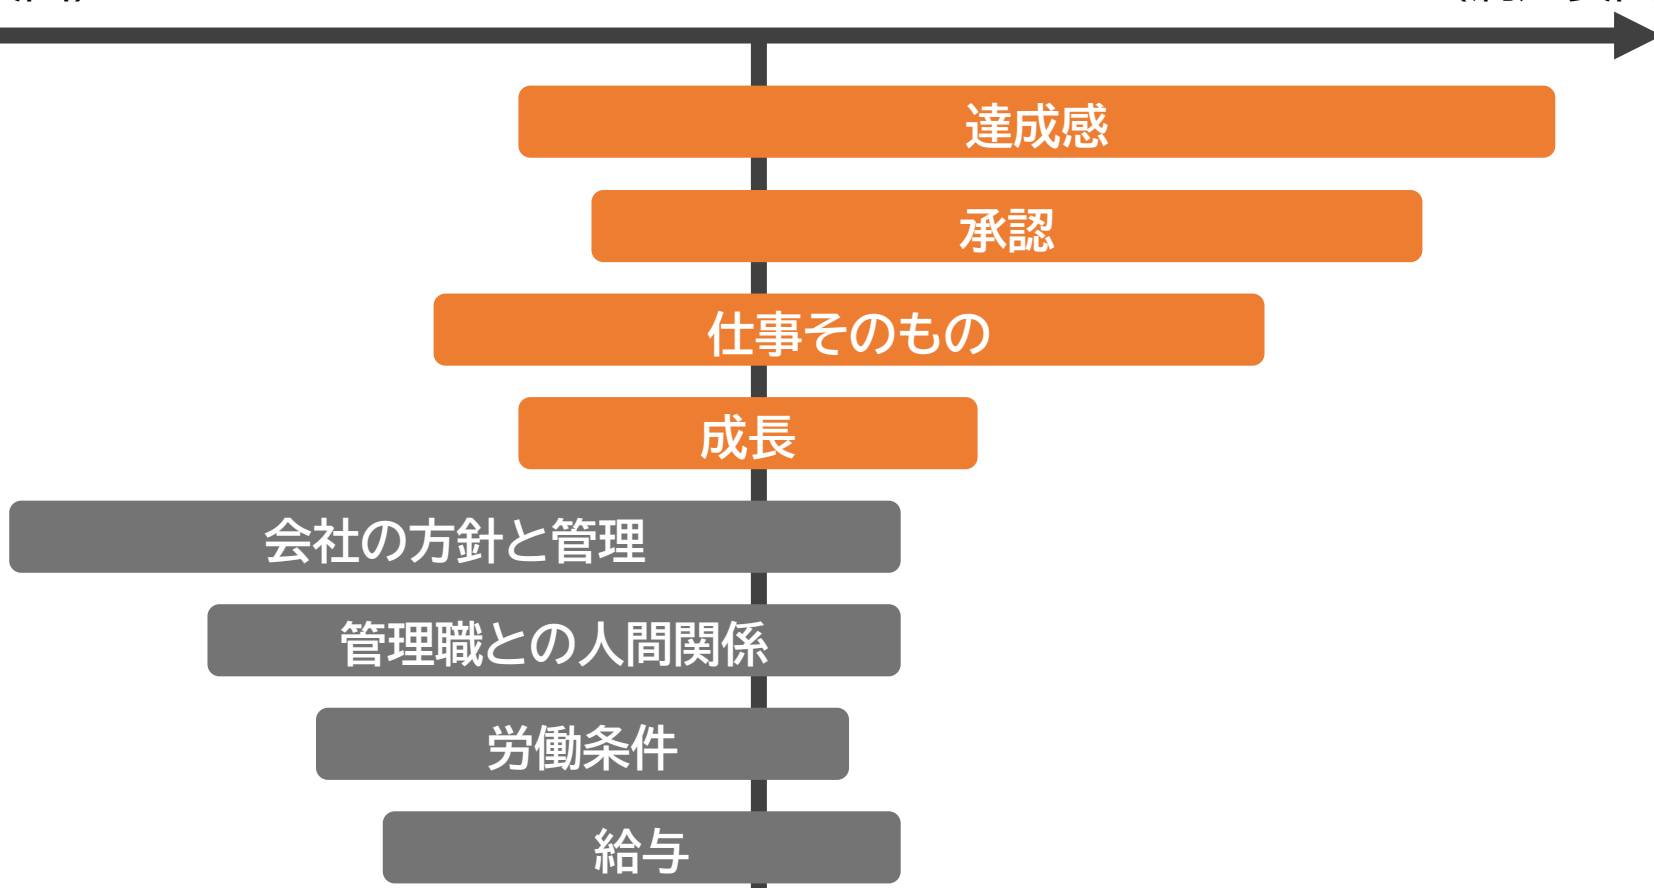 達成感
承認
仕事そのもの
成長
会社の方針と管理
管理職との人間関係
労働条件
給与